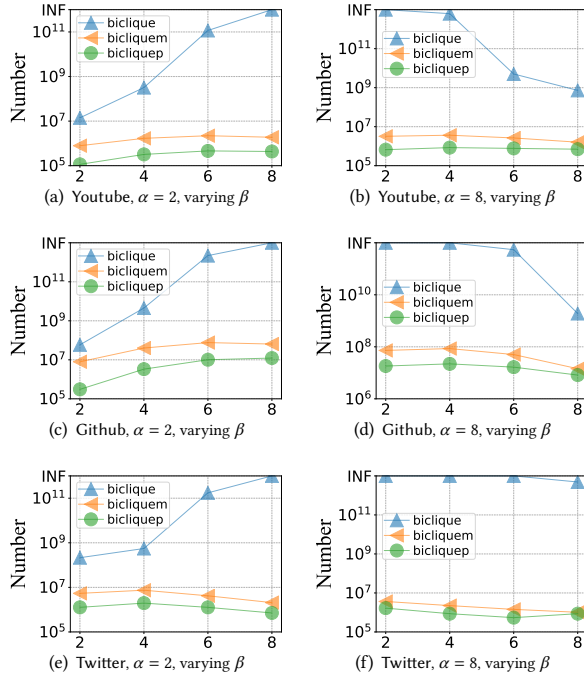 INF
10^11
10^9
10^7
10^5
Number
biclique
bicliquem
bicliquep
2 4 6 8
(a) Youtube, α = 2, varying β
INF
10^11
10^9
10^7
10^5
Number
biclique
bicliquem
bicliquep
2 4 6 8
(b) Youtube, α = 8, varying β
INF
10^11
10^9
10^7
10^5
Number
biclique
bicliquem
bicliquep
2 4 6 8
(c) Github, α = 2, varying β
INF
10^10
10^8
10^6
Number
biclique
bicliquem
bicliquep
2 4 6 8
(d) Github, α = 8, varying β
INF
10^11
10^9
10^7
10^5
Number
biclique
bicliquem
bicliquep
2 4 6 8
(e) Twitter, α = 2, varying β
INF
10^11
10^9
10^7
10^5
Number
biclique
bicliquem
bicliquep
2 4 6 8
(f) Twitter, α = 8, varying β